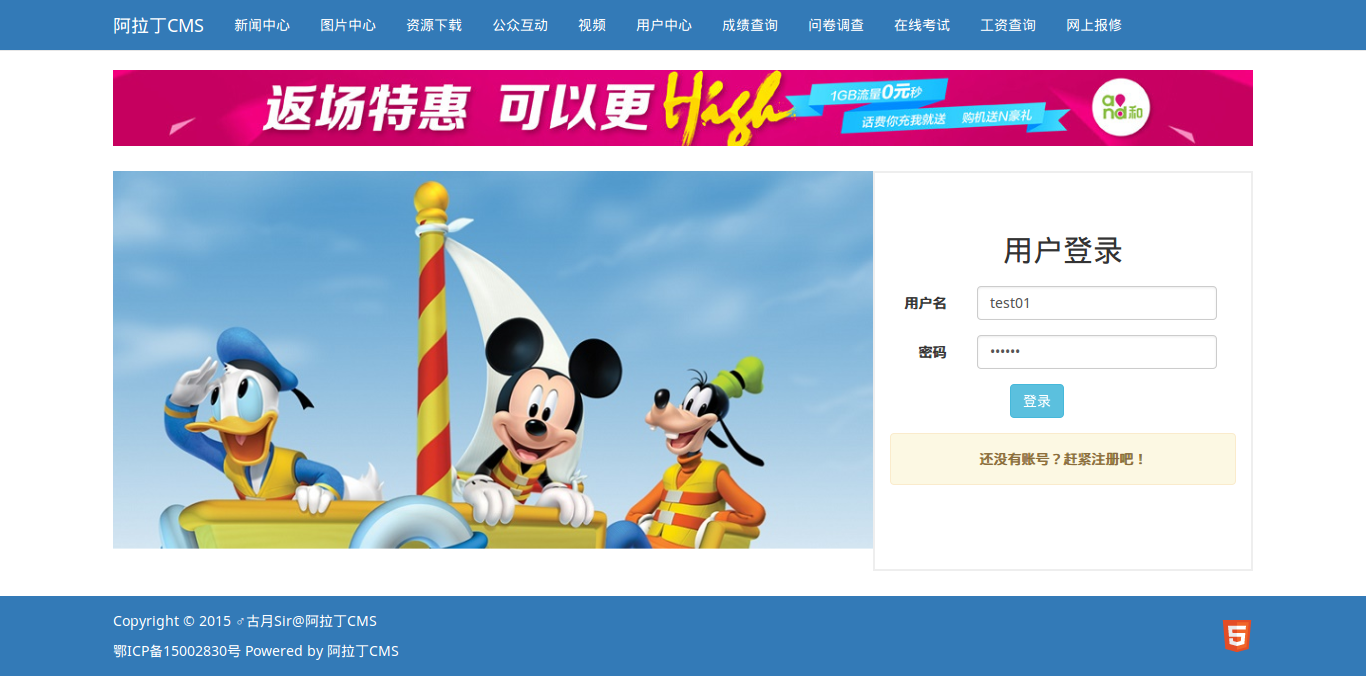 阿拉丁CMS 新闻中心 图片中心 资源下载 公众互动 视频 用户中心 成绩查询 问卷调查 在线考试 工资查询 网上报修
返场特惠 可以更High
1GB流量0元秒
话费你充我就送 购机送N豪礼
and和
用户登录
用户名 test01
密码 ••••••
登录
还没有账号？赶紧注册吧！
Copyright © 2015 ♂古月Sir@阿拉丁CMS
鄂ICP备15002830号 Powered by 阿拉丁CMS
5